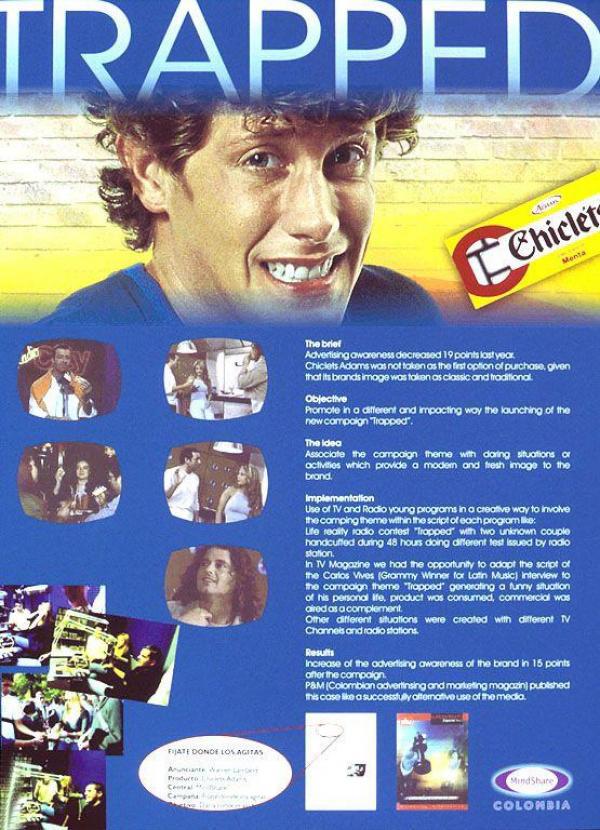 TRAPPED
Adams
Chiclets
Menta
The brief
Advertising awareness decreased 19 points last year.
Chiclets Adams was not taken as the first option of purchase, given
that its brands image was taken as classic and traditional.
Objective
Promote in a different and impacting way the launching of the
new campaign "Trapped".
The idea
Associate the campaign theme with daring situations or
activities which provide a modern and fresh image to the
brand.
Implementation
Use of TV and Radio young programs in a creative way to involve
the camping theme within the script of each program like:
Life reality radio contest "Trapped" with two unknown couple
handcuffed during 48 hours doing different test issued by radio
station.
In TV Magazine we had the opportunity to adapt the script of
the Carlos Vives (Grammy Winner for Latin Music) interview to
the campaign theme "Trapped" generating a funny situation
of his personal life, product was consumed, commercial was
aired as a complement.
Other different situations were created with different TV
Channels and radio stations.
Results
Increase of the advertising awareness of the brand in 15 points
after the campaign.
P&M (Colombian advertinsing and marketing magazin) published
this case like a successfully alternative use of the media.
FIJATE DONDE LOS AGITAS
Anunciante: Warner Lambert
Producto: Chiclets Adams
Central: MindShare
MindShare
COLOMBIA